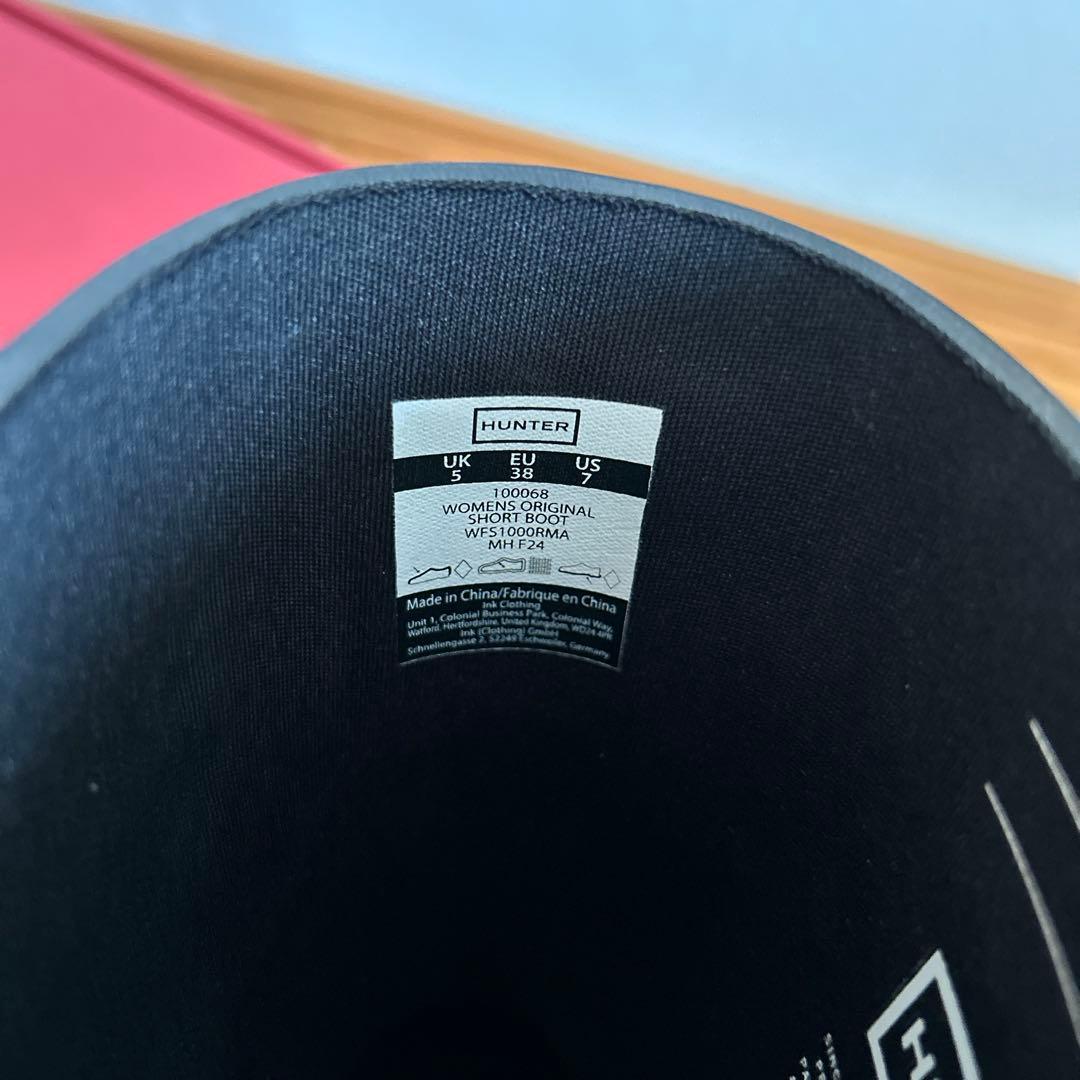 HUNTER
UK EU US
5 38 7
100068
WOMENS ORIGINAL
SHORT BOOT
WFS1000RMA
MH F24
Made in China/Fabrique en China
Ink Clothing
Unit 1, Colonial Business Park, Colonial Way,
Watford, Hertfordshire, United Kingdom, WD24 4PR
Ink (Clothing) GmbH
Schnellengasse 2, 52249 Eschweiler, Germany